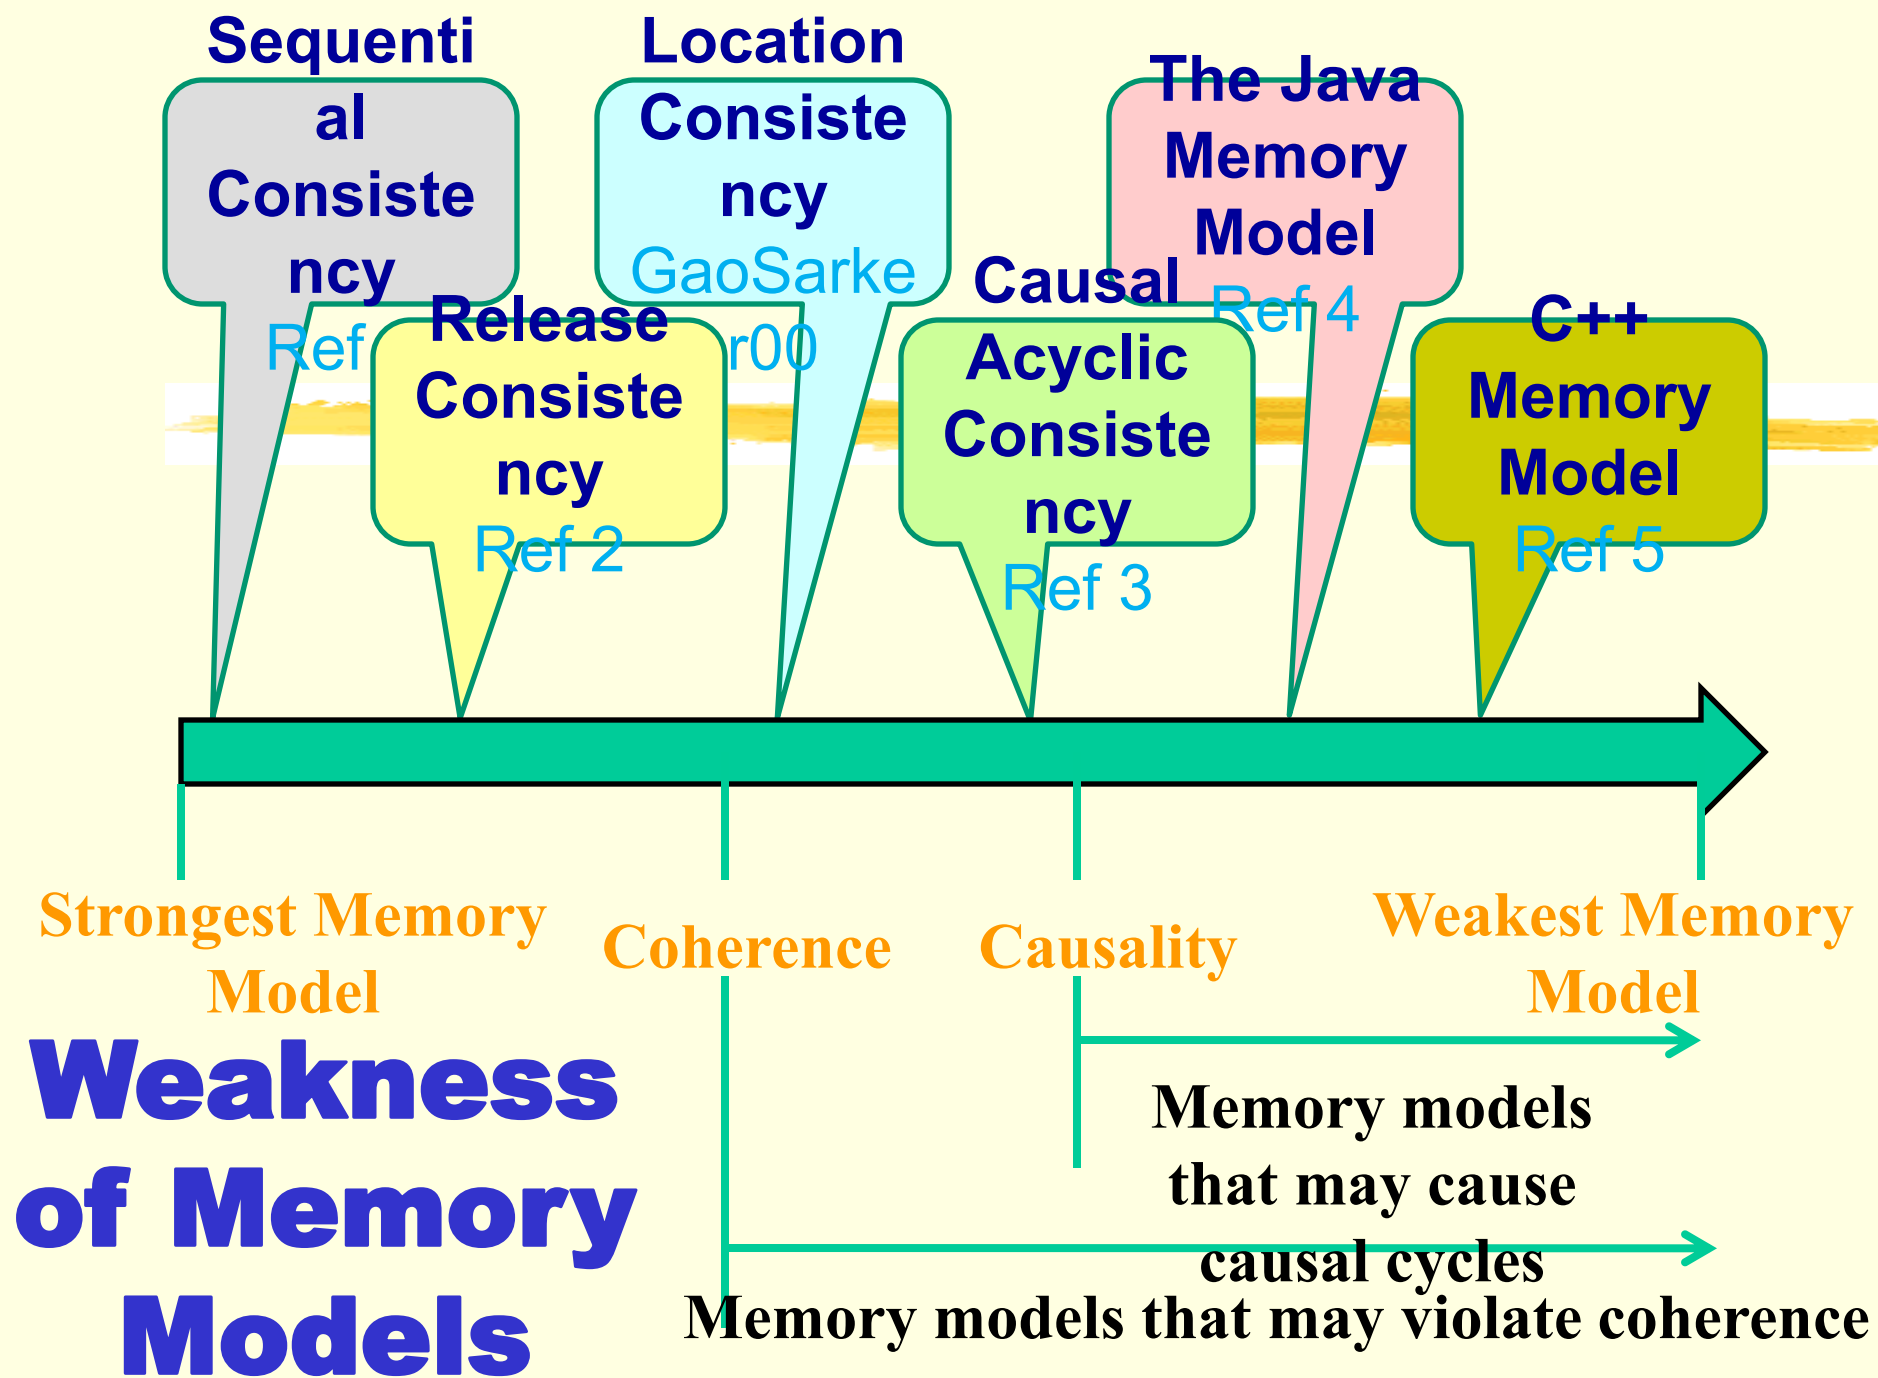 Sequenti
al
Consiste
ncy
Ref
Release
Consiste
ncy
Ref 2
Location
Consiste
ncy
GaoSarke
r00
Causal
Acyclic
Consiste
ncy
Ref 3
The Java
Memory
Model
Ref 4
C++
Memory
Model
Ref 5
Strongest Memory
Model
Coherence
Causality
Weakest Memory
Model
Memory models
that may cause
causal cycles
Memory models that may violate coherence
Weakness
of Memory
Models